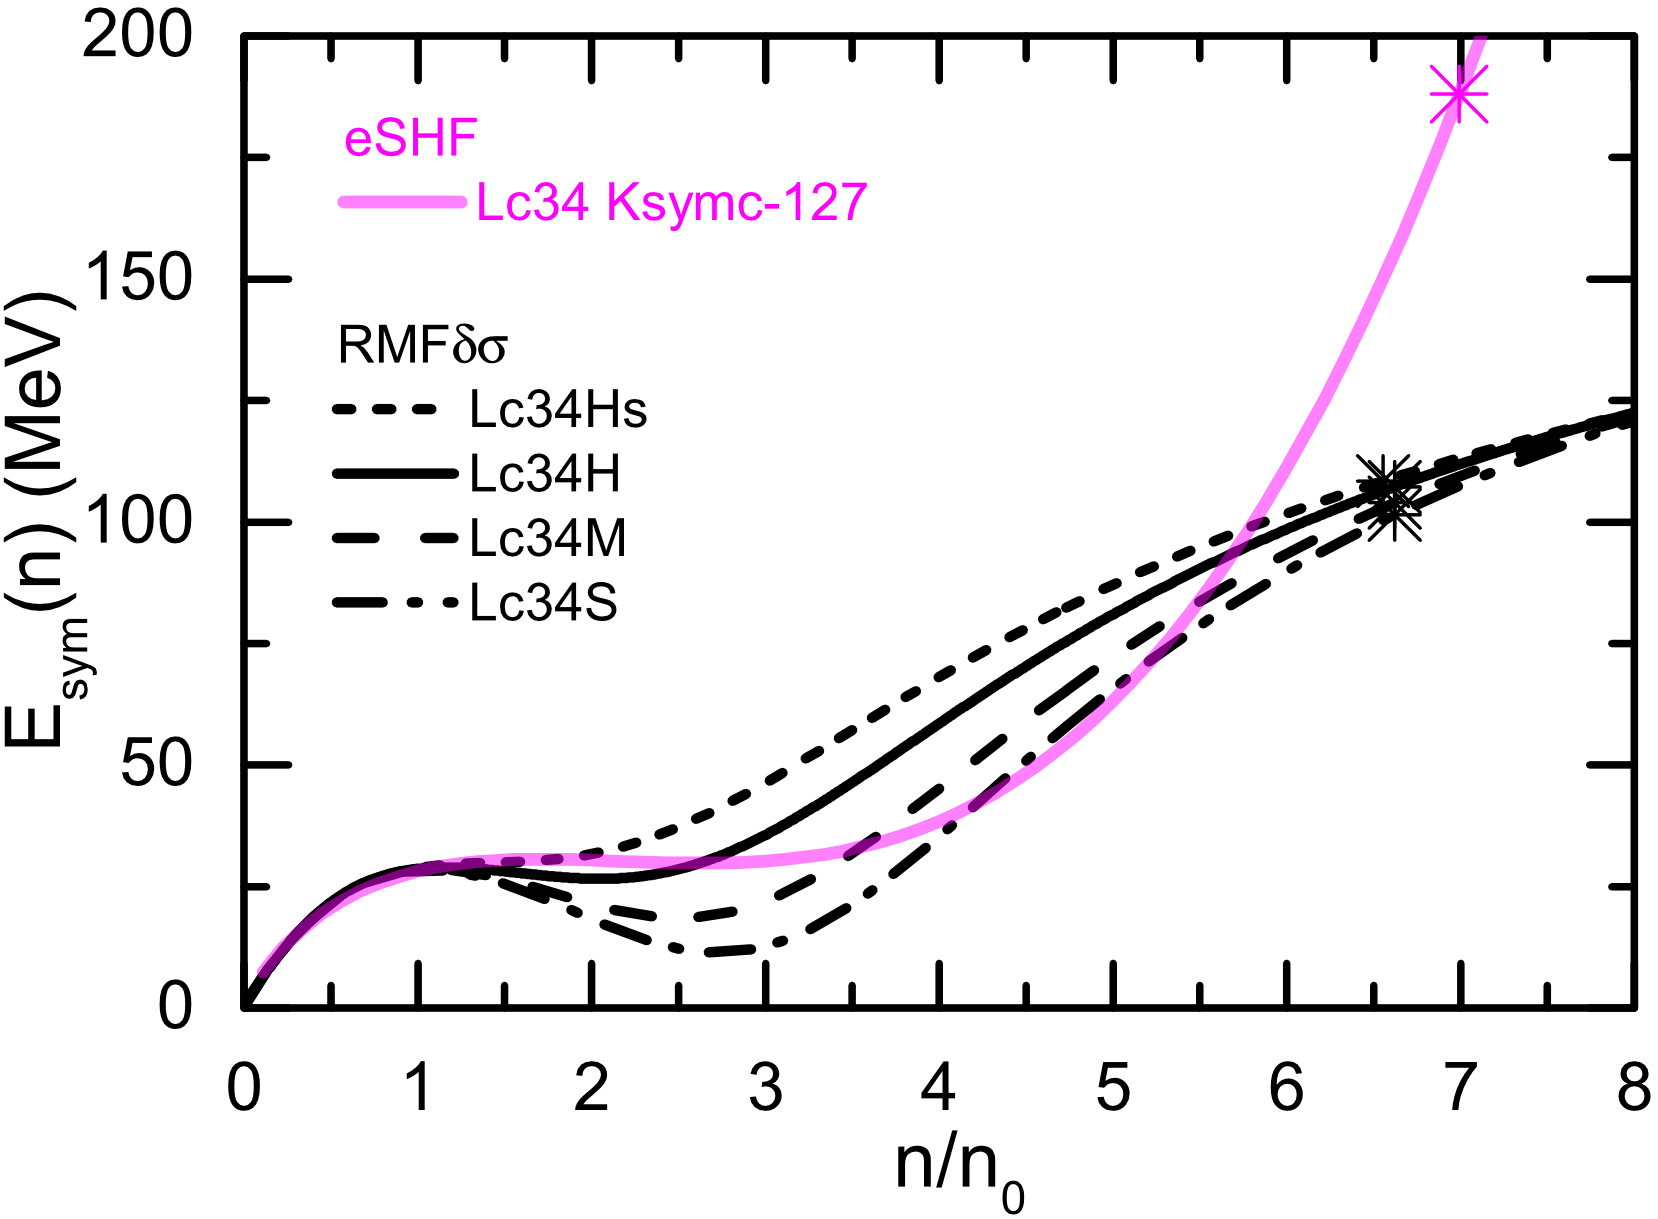 200
150
100
50
0
E_sym(n) (MeV)
eSHF
Lc34 Ksymc-127
RMFδσ
Lc34Hs
Lc34H
Lc34M
Lc34S
0 1 2 3 4 5 6 7 8
n/n_0